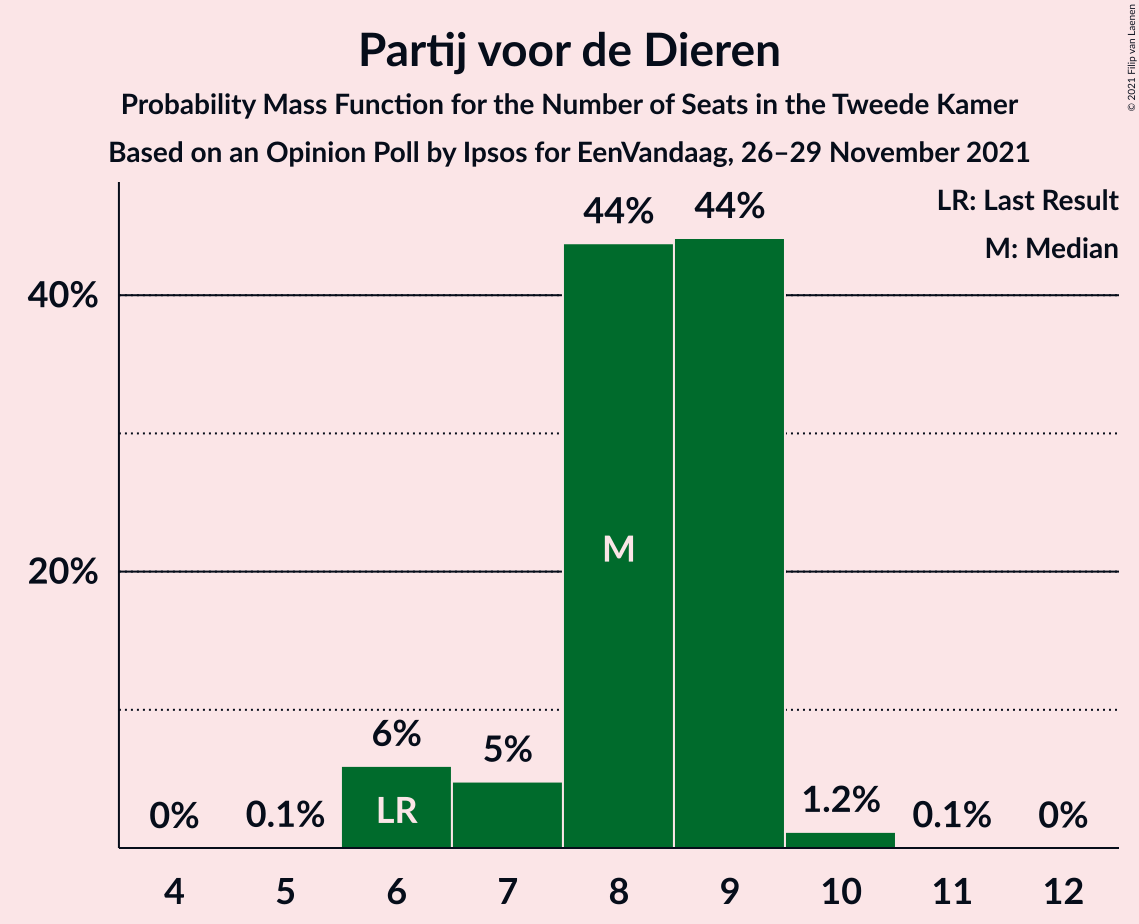 Partij voor de Dieren
Probability Mass Function for the Number of Seats in the Tweede Kamer
Based on an Opinion Poll by Ipsos for EenVandaag, 26–29 November 2021
© 2021 Filip van Laenen
LR: Last Result
M: Median
44% 44%
40%
M
20%
6% 5%
0% 0.1% LR 1.2% 0.1% 0%
4 5 6 7 8 9 10 11 12